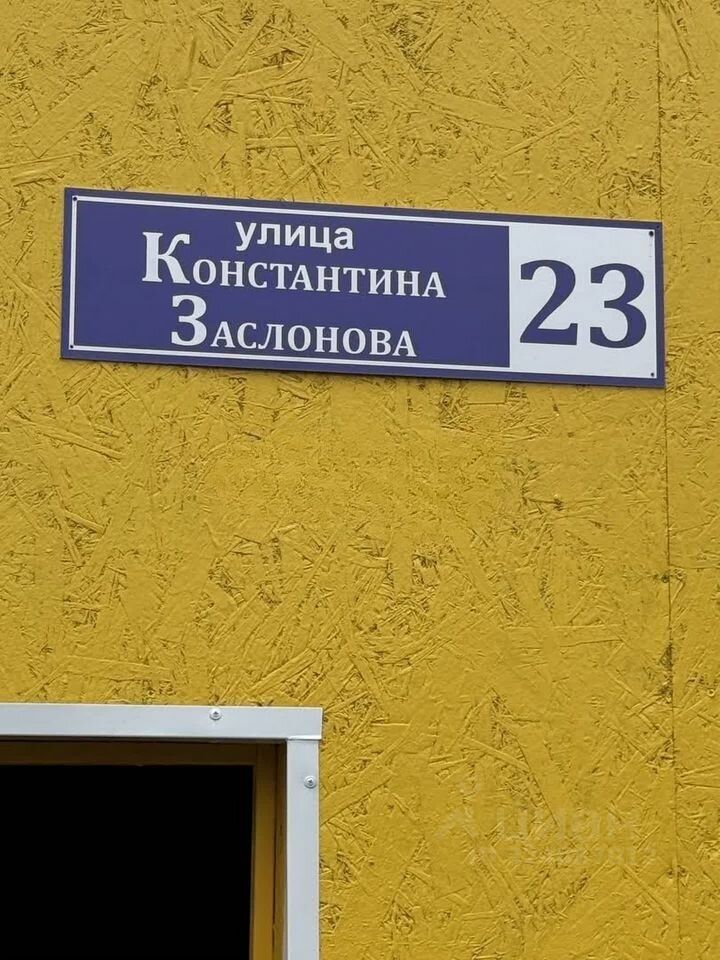 улица
Константина
Заслонова
23